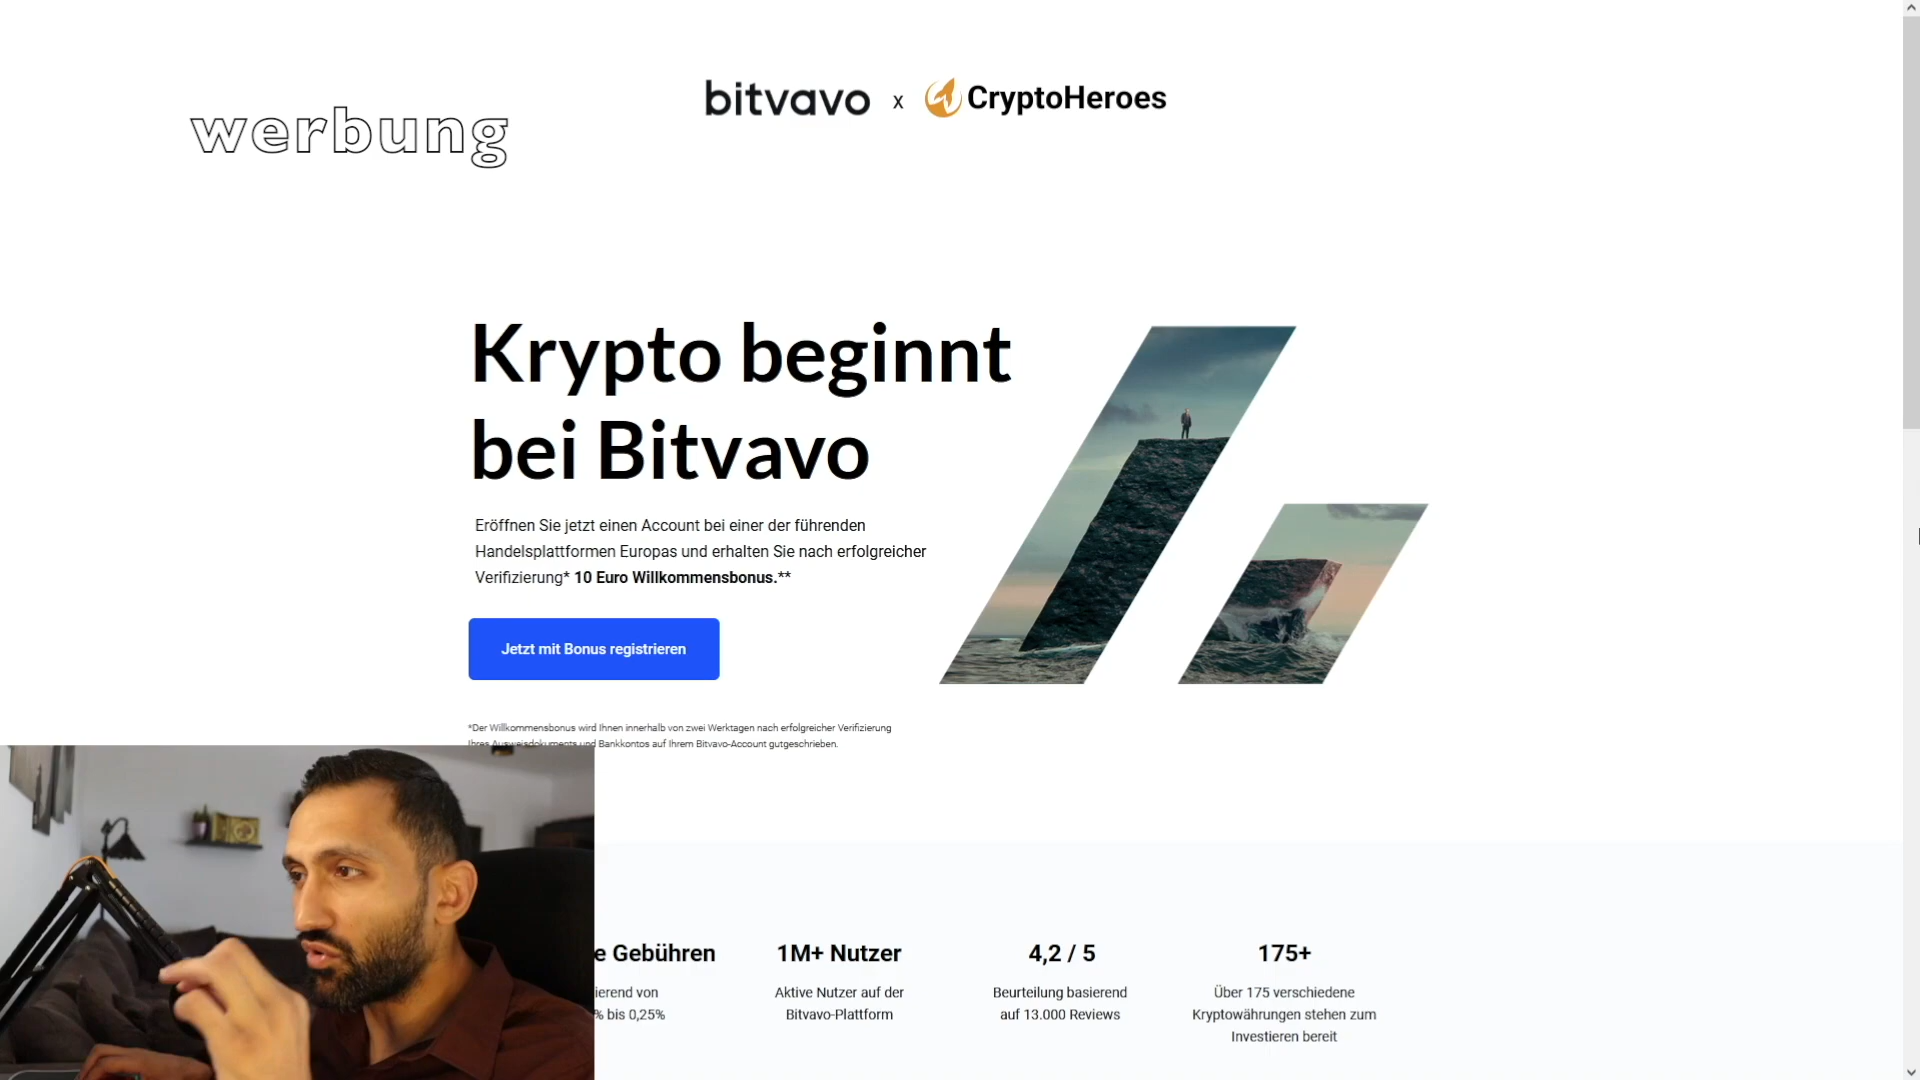 werbung
bitvavo x CryptoHeroes
Krypto beginnt
bei Bitvavo
Eröffnen Sie jetzt einen Account bei einer der führenden
Handelsplattformen Europas und erhalten Sie nach erfolgreicher
Verifizierung* 10 Euro Willkommensbonus.**
Jetzt mit Bonus registrieren
*Der Willkommensbonus wird Ihnen innerhalb von zwei Werktagen nach erfolgreicher Verifizierung
Ihres Ausweisdokuments und Bankkontos auf Ihrem Bitvavo-Account gutgeschrieben.
Gebühren
% bis 0,25%
1M+ Nutzer
Aktive Nutzer auf der
Bitvavo-Plattform
4,2 / 5
Beurteilung basierend
auf 13.000 Reviews
175+
Über 175 verschiedene
Kryptowährungen stehen zum
Investieren bereit